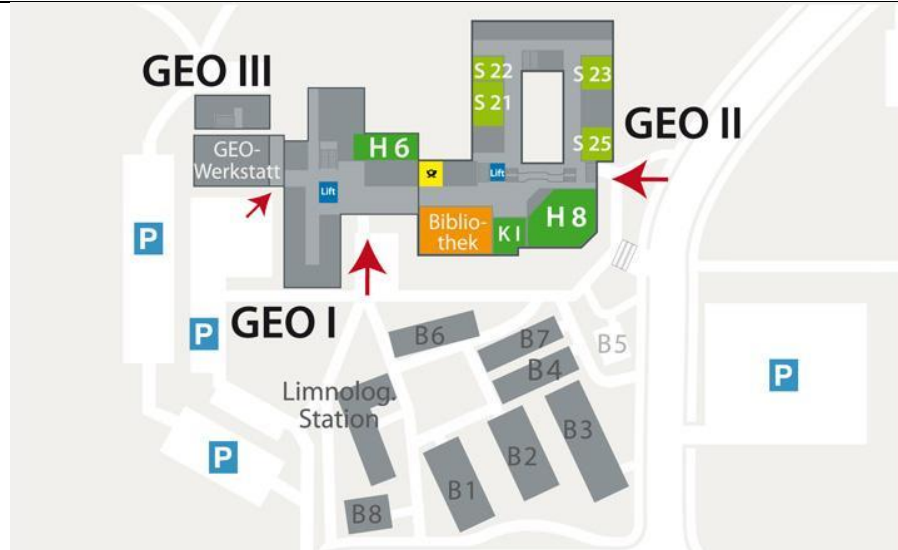 GEO III
S 22
S 23
S 21
GEO II
H 6
S 25
GEO-
Werkstatt
Lift
Lift
H 8
Biblio-
thek
K I
P
P
GEO I
B6
B7
B5
B4
P
Limnolog.
Station
B3
B2
P
B1
B8